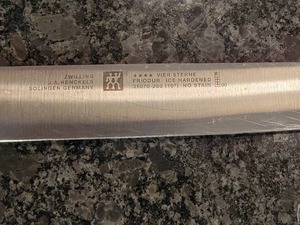 ZWILLING
J.A. HENCKELS
SOLINGEN GERMANY
★★★★ VIER STERNE
FRIODUR ICE HARDENED
NO STAIN